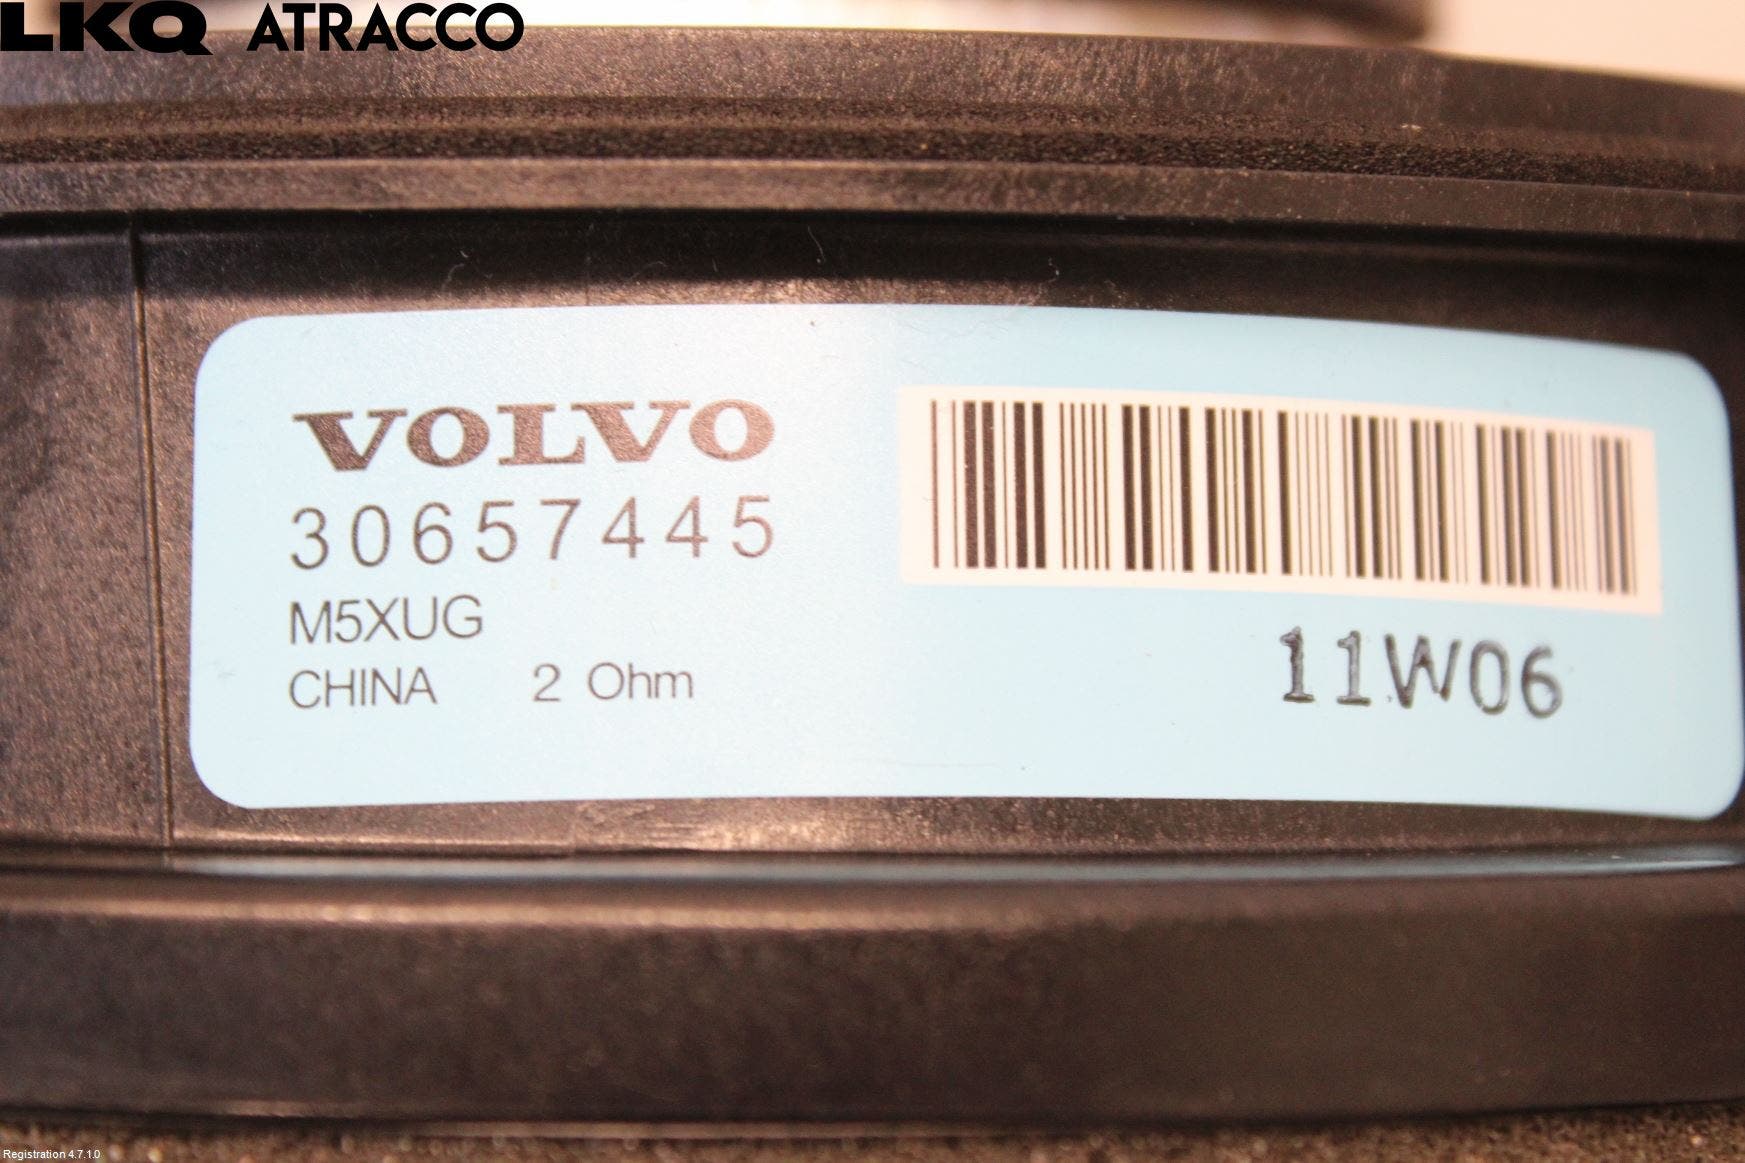 LKQ ATRACCO
VOLVO
30657445
M5XUG
CHINA 2 Ohm
11W06
Registration 4.7.1.0